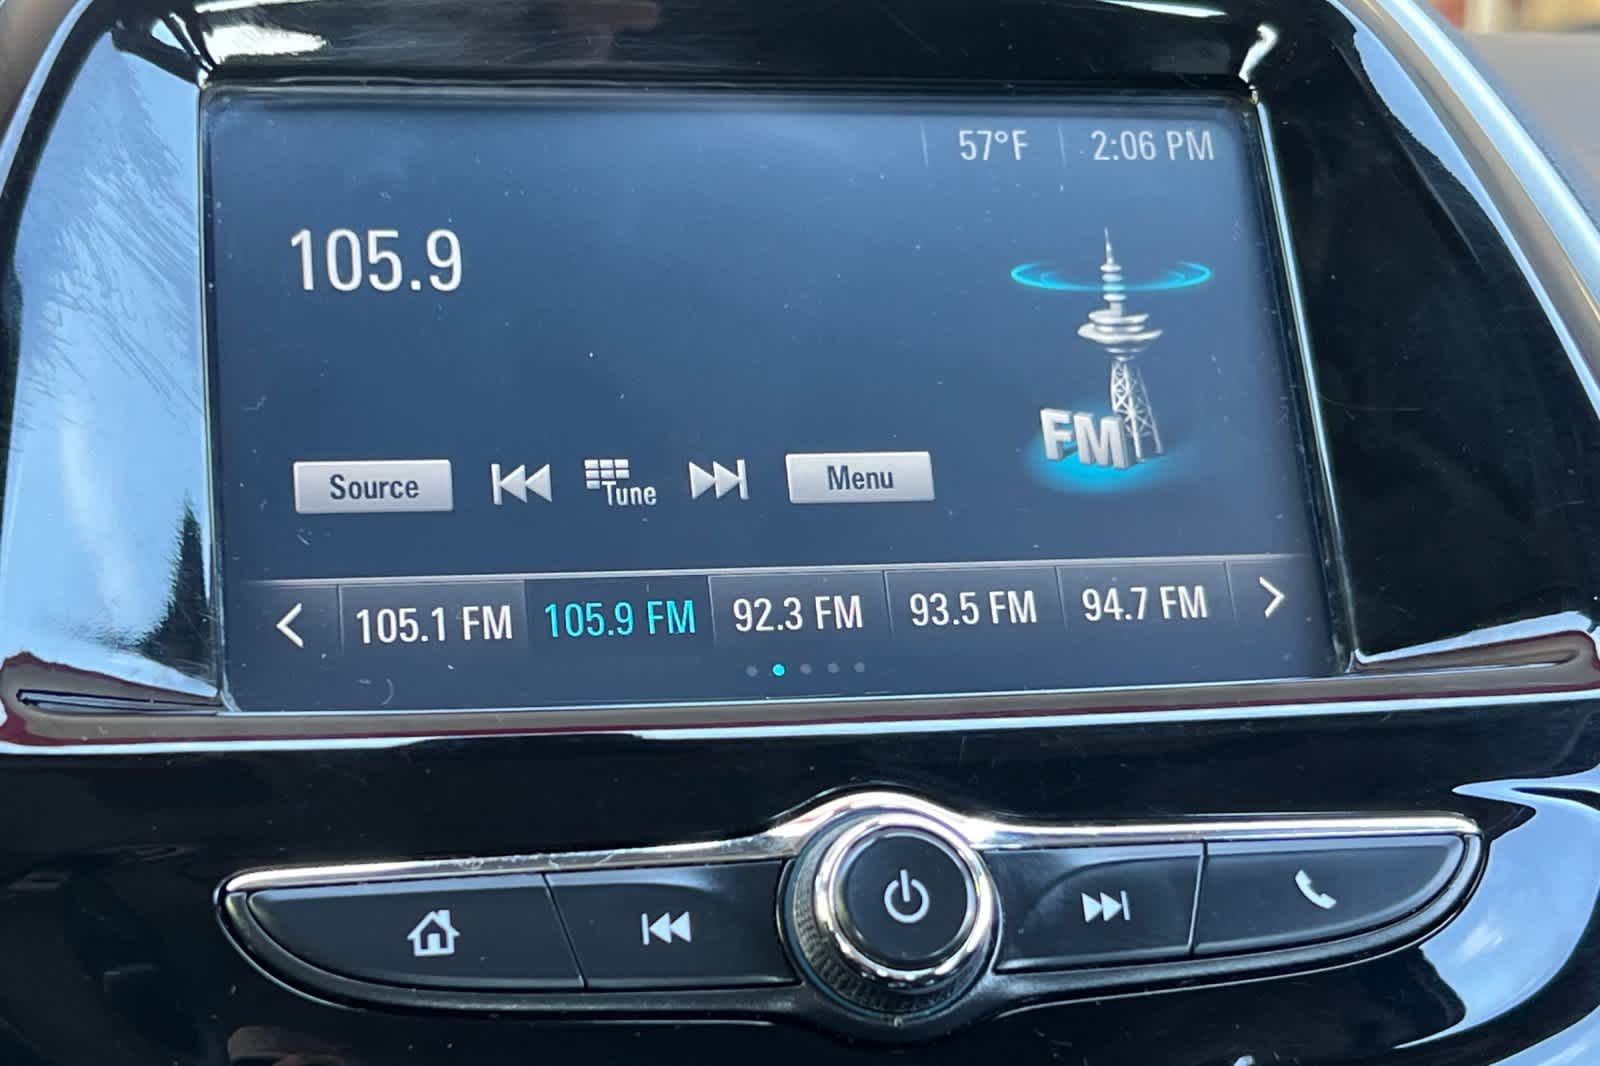 57°F 2:06 PM
105.9
FM
Source Tune Menu
105.1 FM 105.9 FM 92.3 FM 93.5 FM 94.7 FM